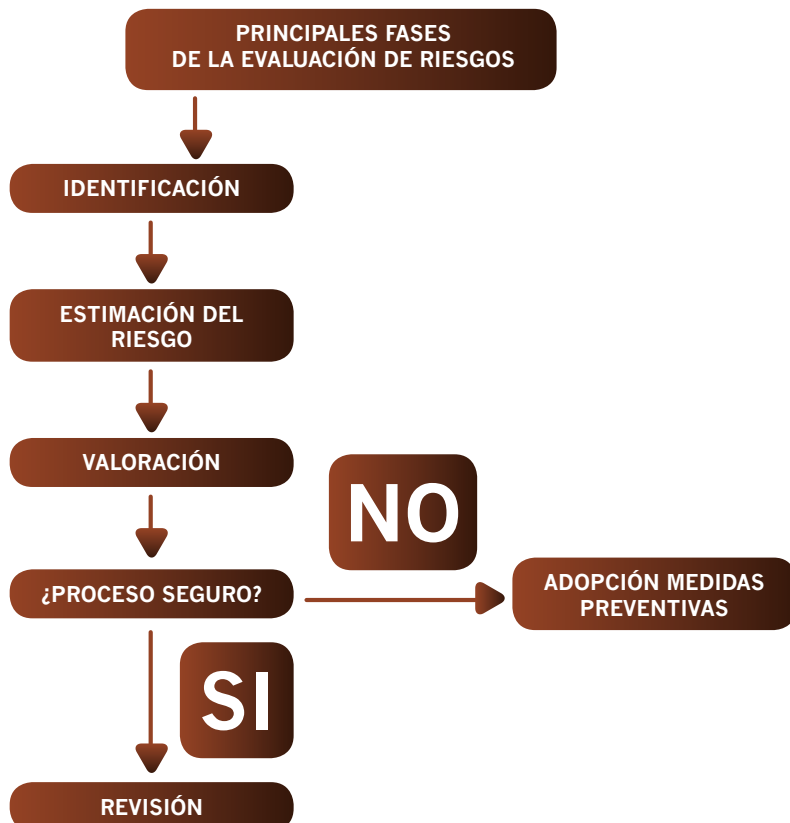 PRINCIPALES FASES
DE LA EVALUACIÓN DE RIESGOS
IDENTIFICACIÓN
ESTIMACIÓN DEL
RIESGO
VALORACIÓN
NO
¿PROCESO SEGURO?
ADOPCIÓN MEDIDAS
PREVENTIVAS
SI
REVISIÓN